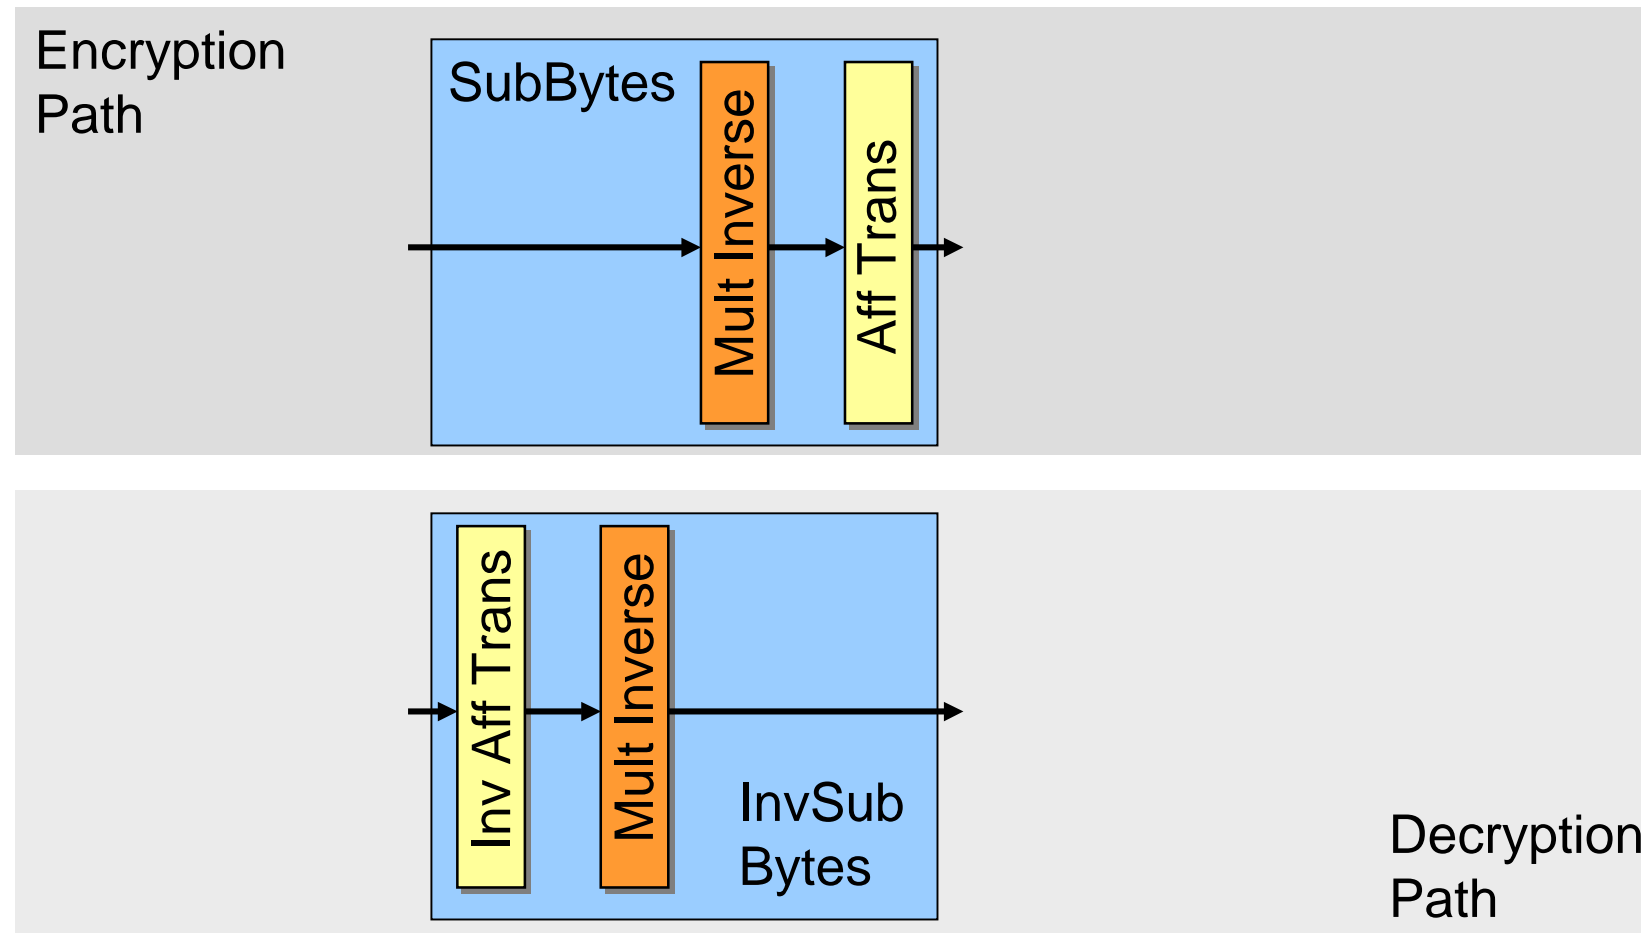 Encryption
Path
SubBytes
Mult Inverse
Aff Trans
Inv Aff Trans
Mult Inverse
InvSub
Bytes
Decryption
Path